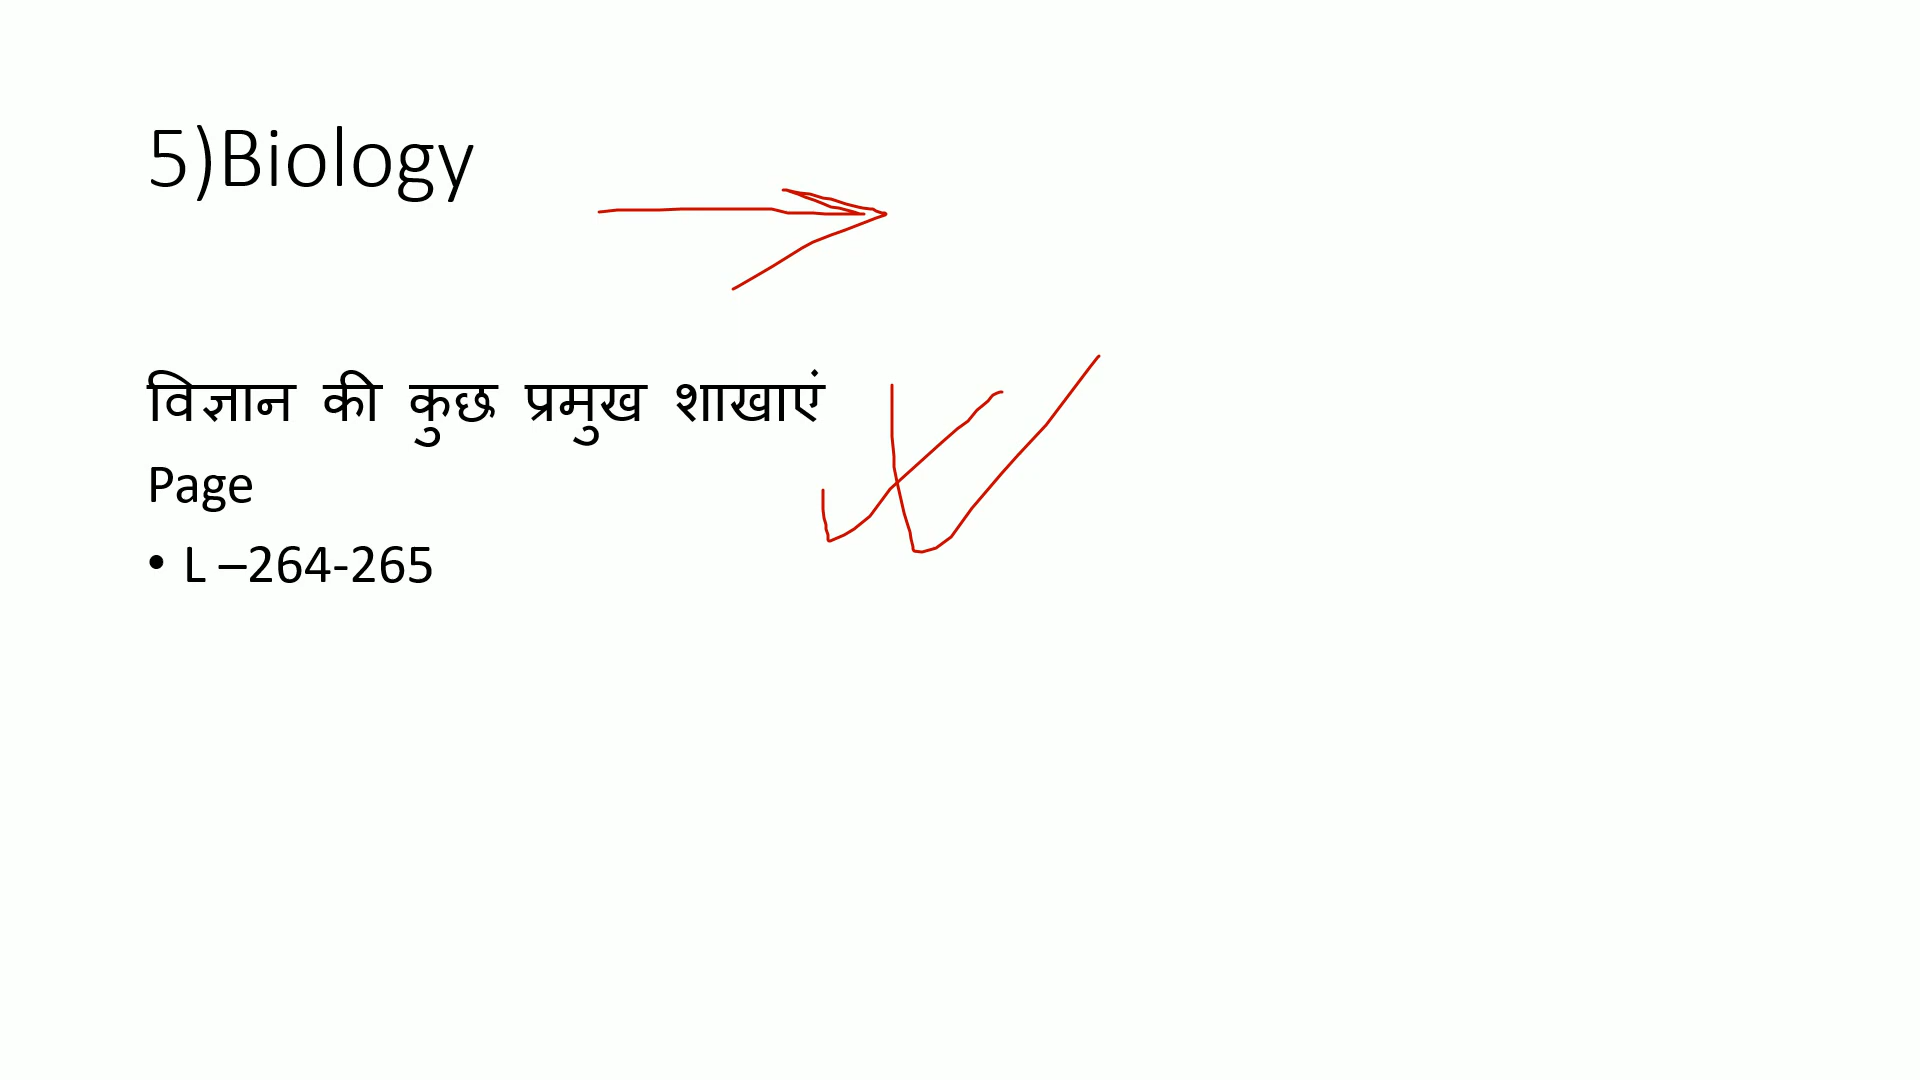 5)Biology
विज्ञान की कुछ प्रमुख शाखाएं
Page
• L –264-265